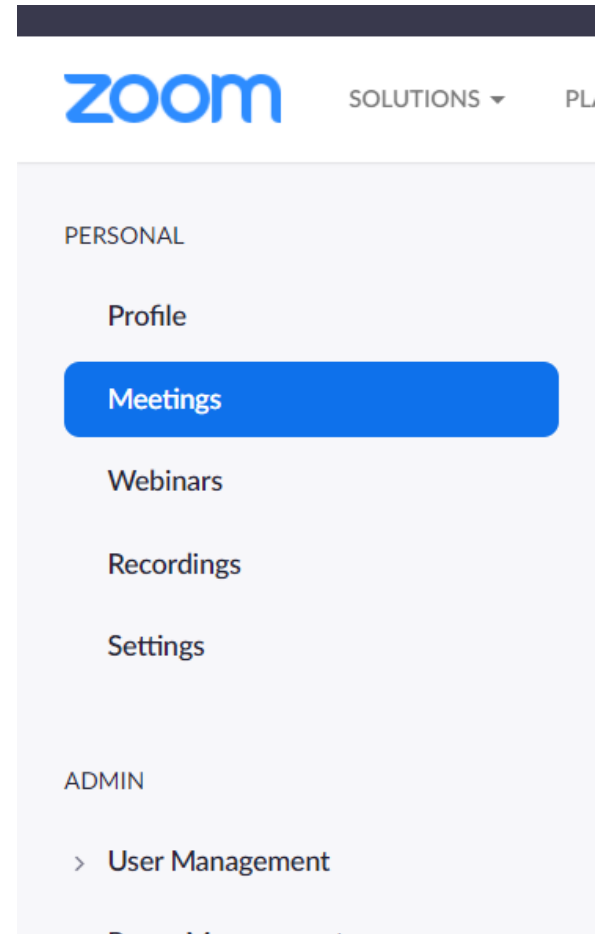 zoom SOLUTIONS
PERSONAL
Profile
Meetings
Webinars
Recordings
Settings
ADMIN
User Management